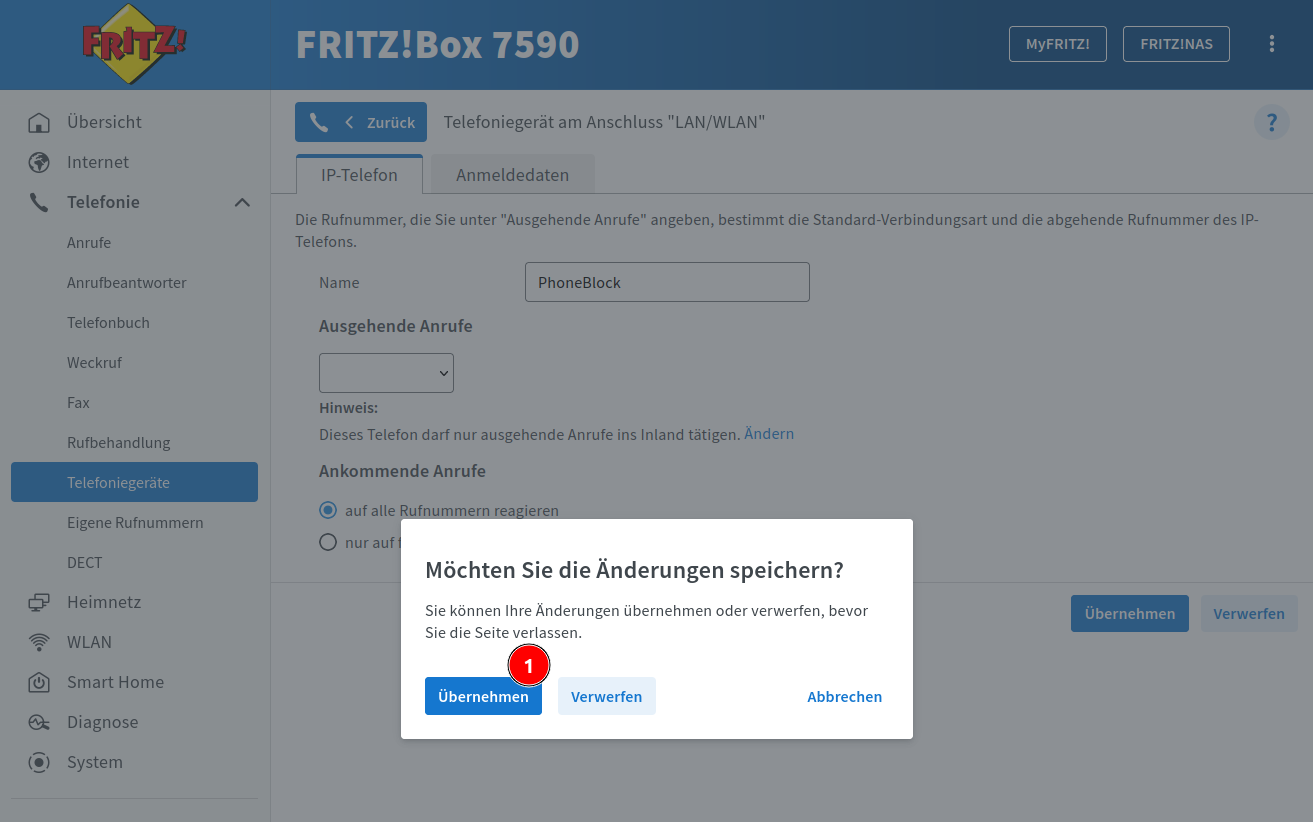 FRITZ!
FRITZ!Box 7590
MyFRITZ!
FRITZ!NAS
Übersicht
Internet
Telefonie
Anrufe
Anrufbeantworter
Telefonbuch
Weckruf
Fax
Rufbehandlung
Telefoniegeräte
Eigene Rufnummern
DECT
Heimnetz
WLAN
Smart Home
Diagnose
System
Zurück
Telefoniegerät am Anschluss "LAN/WLAN"
?
IP-Telefon
Anmeldedaten
Die Rufnummer, die Sie unter "Ausgehende Anrufe" angeben, bestimmt die Standard-Verbindungsart und die abgehende Rufnummer des IP-
Telefons.
Name
PhoneBlock
Ausgehende Anrufe
Hinweis:
Dieses Telefon darf nur ausgehende Anrufe ins Inland tätigen. Ändern
Ankommende Anrufe
auf alle Rufnummern reagieren
nur auf
Übernehmen
Verwerfen
Möchten Sie die Änderungen speichern?
Sie können Ihre Änderungen übernehmen oder verwerfen, bevor
Sie die Seite verlassen.
1
Übernehmen
Verwerfen
Abbrechen